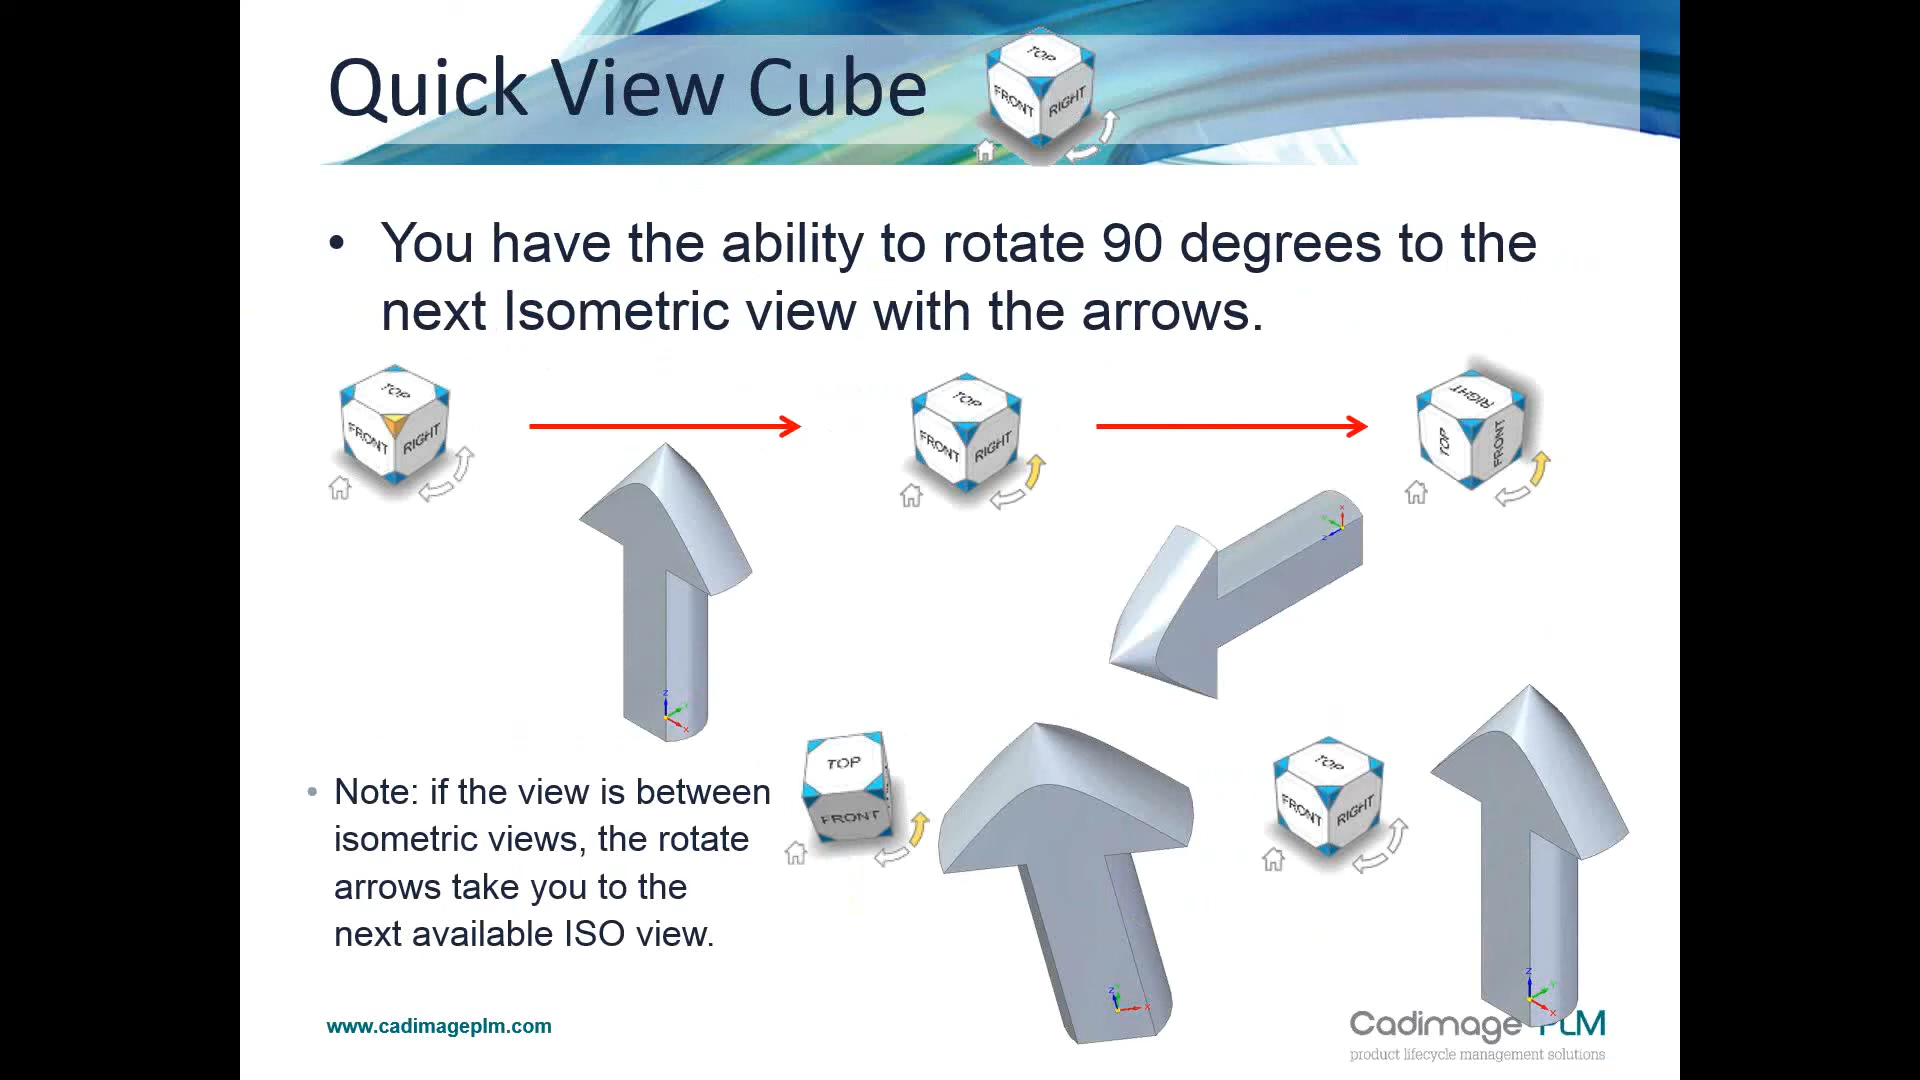 Quick View Cube
TOP
FRONT RIGHT
• You have the ability to rotate 90 degrees to the
next Isometric view with the arrows.
TOP
FRONT RIGHT
TOP
FRONT RIGHT
RIGHT
TOP FRONT
Z
Y
X
X
Y
Z
TOP
FRONT
TOP
FRONT RIGHT
• Note: if the view is between
isometric views, the rotate
arrows take you to the
next available ISO view.
Z
Y
X
Z
Y
X
www.cadimageplm.com
Cadimage PLM
product lifecycle management solutions